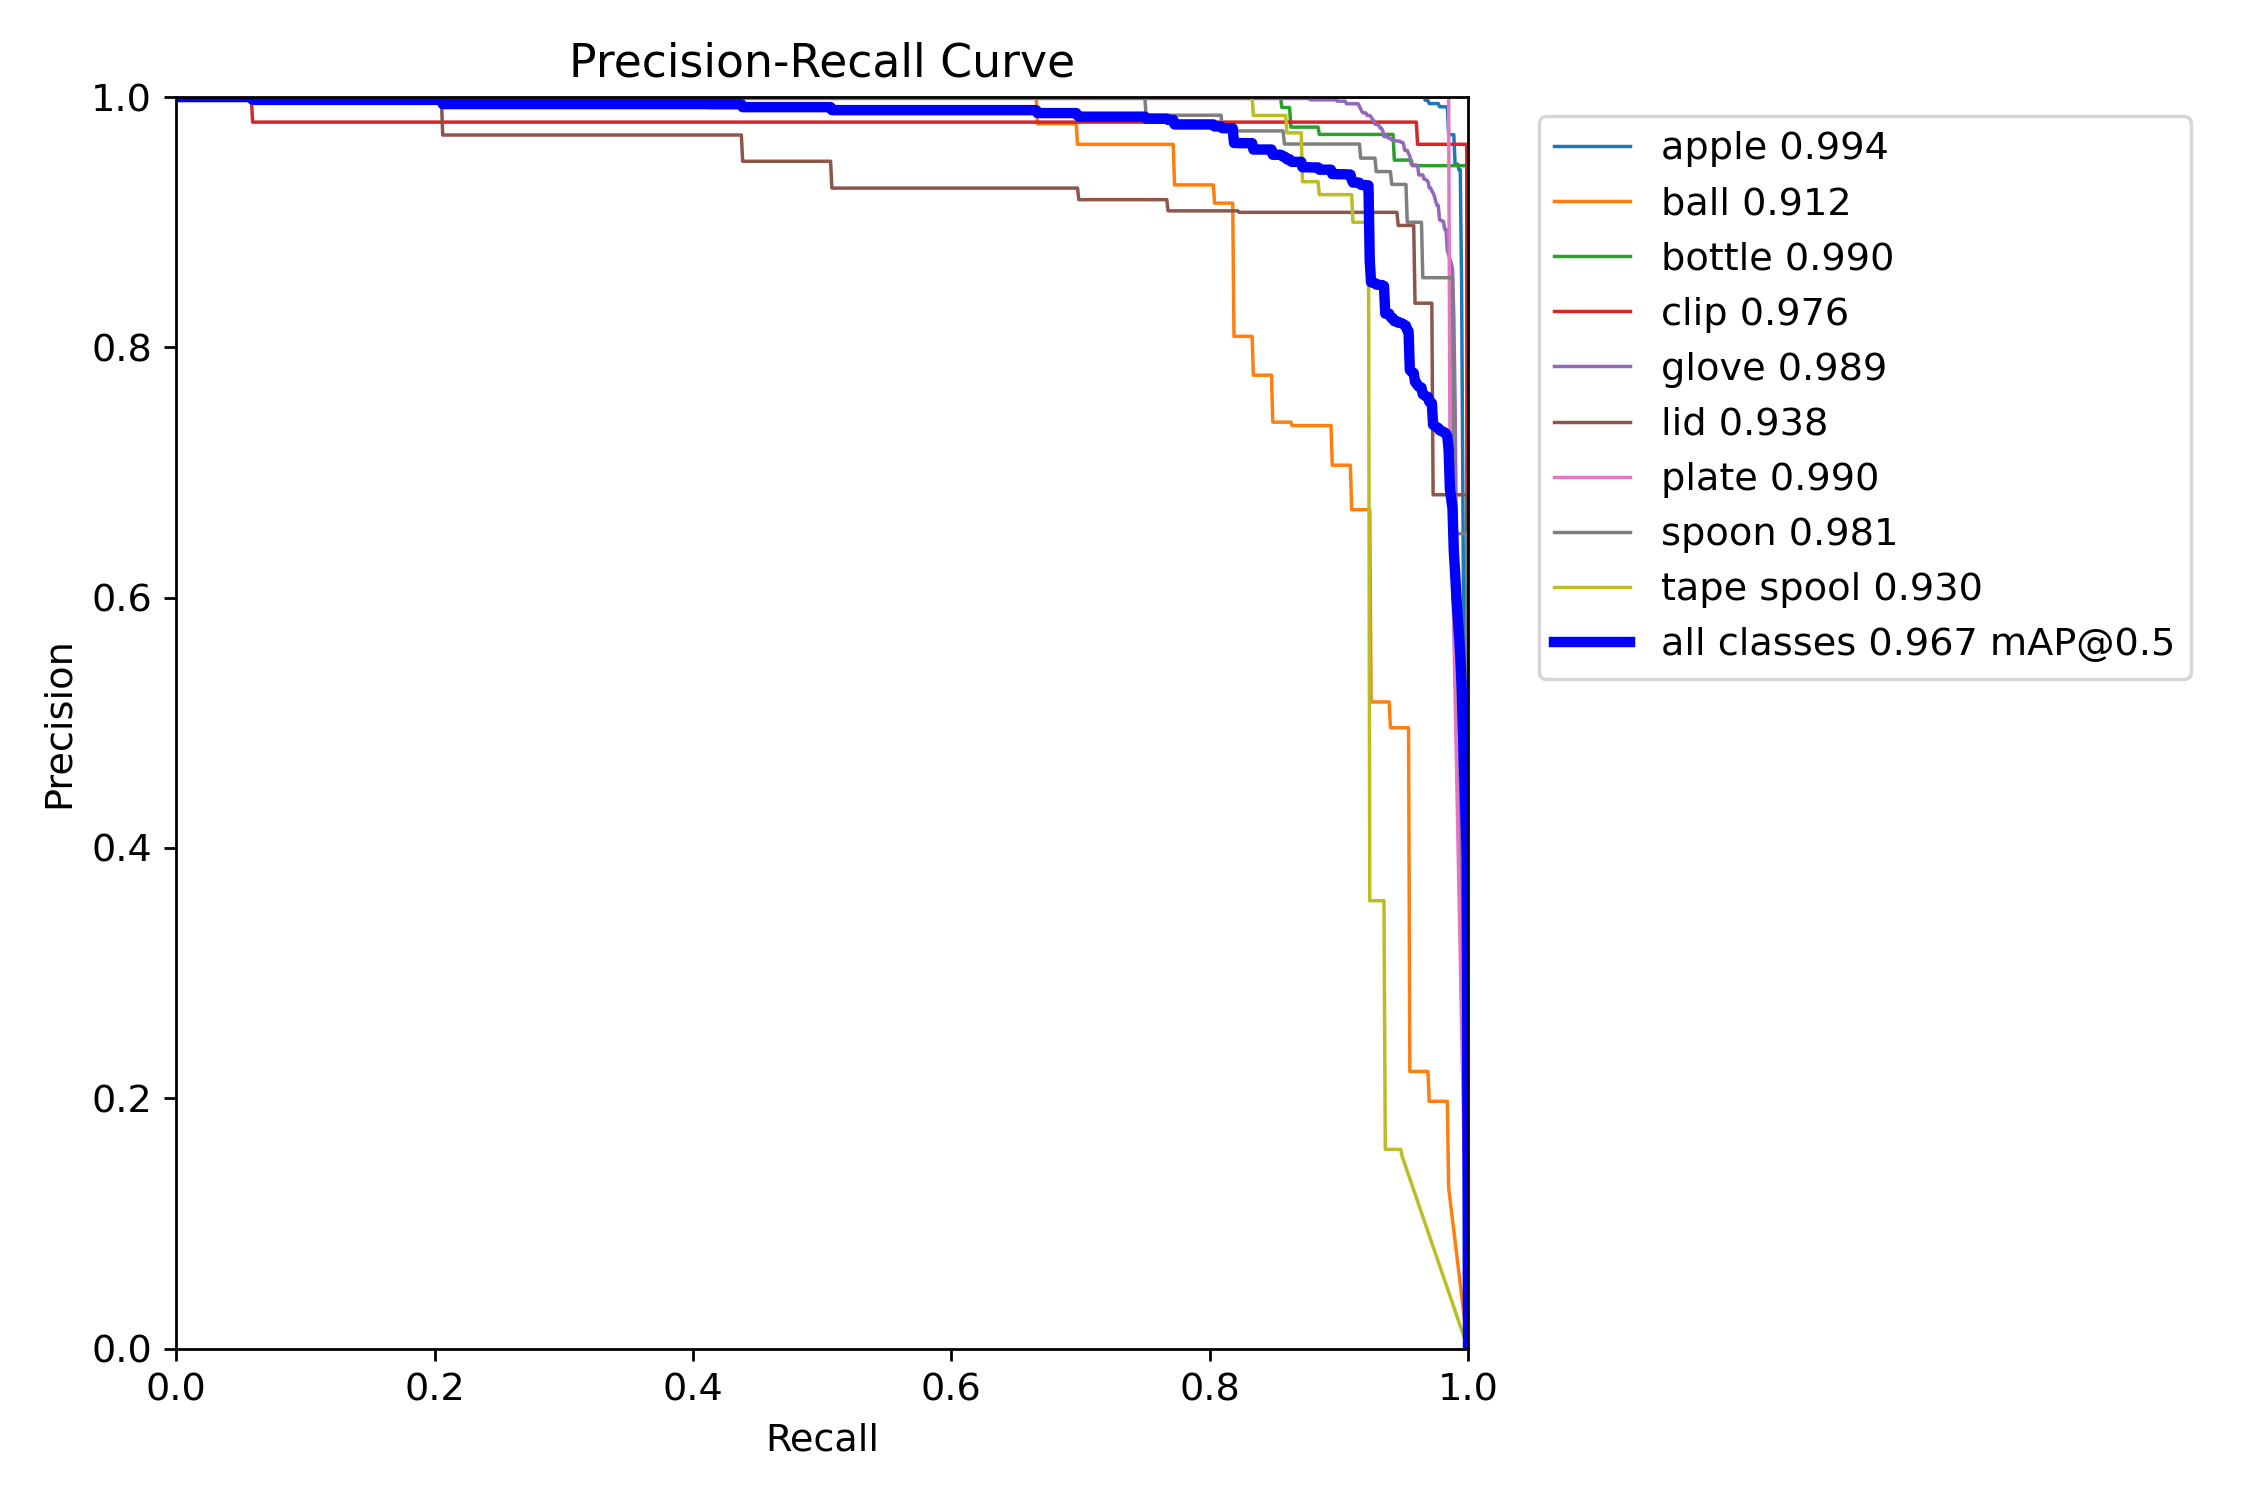 Precision-Recall Curve
1.0
0.8
0.6
0.4
0.2
0.0
Precision
0.0 0.2 0.4 0.6 0.8 1.0
Recall
apple 0.994
ball 0.912
bottle 0.990
clip 0.976
glove 0.989
lid 0.938
plate 0.990
spoon 0.981
tape spool 0.930
all classes 0.967 mAP@0.5